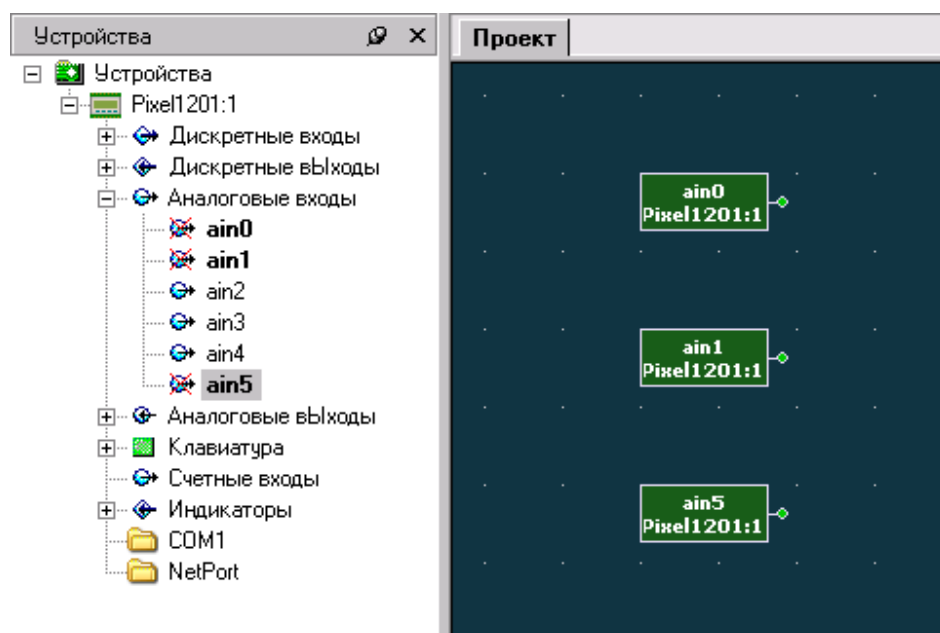 Устройства
Устройства
Pixel1201:1
Дискретные входы
Дискретные вЫходы
Аналоговые входы
ain0
ain1
ain2
ain3
ain4
ain5
Аналоговые вЫходы
Клавиатура
Счетные входы
Индикаторы
COM1
NetPort
Проект
ain0
Pixel1201:1
ain1
Pixel1201:1
ain5
Pixel1201:1